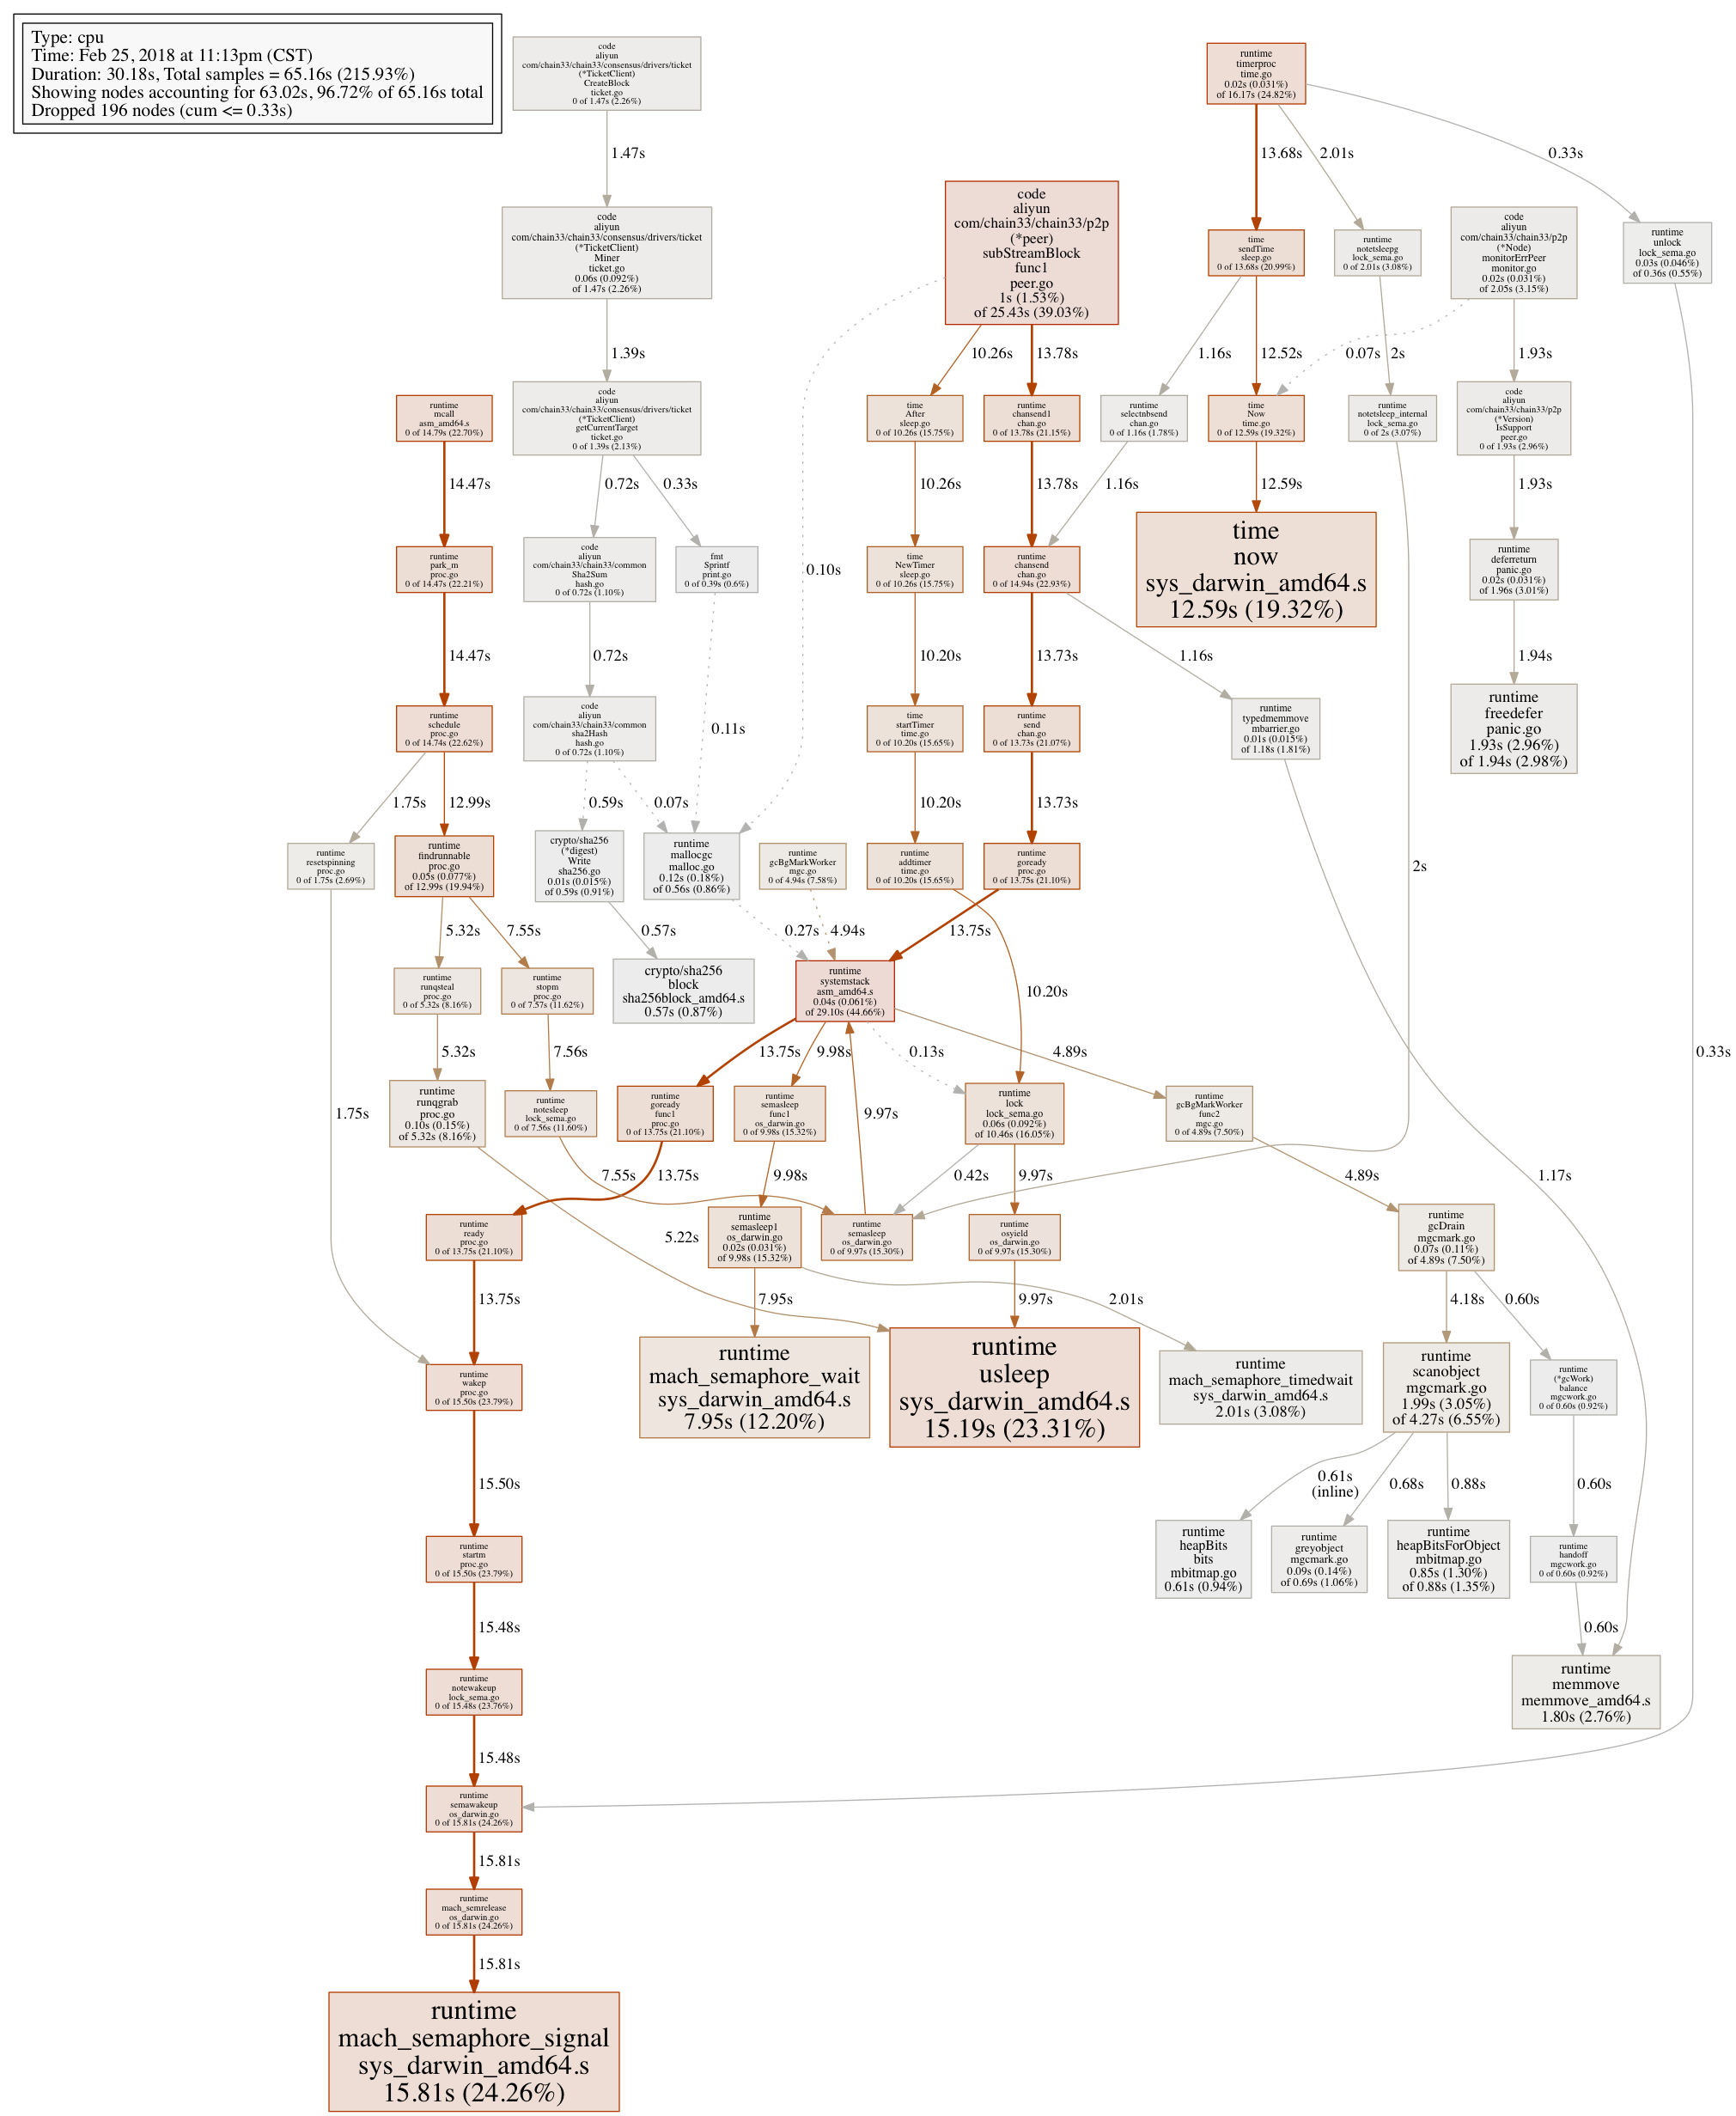 Type: cpu
Time: Feb 25, 2018 at 11:13pm (CST)
Duration: 30.18s, Total samples = 65.16s (215.93%)
Showing nodes accounting for 63.02s, 96.72% of 65.16s total
Dropped 196 nodes (cum <= 0.33s)
code
aliyun
com/chain33/chain33/consensus/drivers/ticket
(*TicketClient)
CreateBlock
ticket.go
0 of 1.47s (2.26%)
runtime
timerproc
time.go
0.02s (0.031%)
of 16.17s (24.82%)
1.47s
13.68s
2.01s
0.33s
code
aliyun
com/chain33/chain33/consensus/drivers/ticket
(*TicketClient)
Miner
ticket.go
0.06s (0.092%)
of 1.47s (2.26%)
code
aliyun
com/chain33/chain33/p2p
(*peer)
subStreamBlock
func1
peer.go
1s (1.53%)
of 25.43s (39.03%)
time
sendTime
sleep.go
0 of 13.68s (20.99%)
runtime
notetsleepg
lock_sema.go
0 of 2.01s (3.08%)
code
aliyun
com/chain33/chain33/p2p
(*Node)
monitorErrPeer
monitor.go
0.02s (0.031%)
of 2.05s (3.15%)
runtime
unlock
lock_sema.go
0.03s (0.046%)
of 0.36s (0.55%)
1.39s
10.26s
13.78s
1.16s
12.52s
0.07s
2s
1.93s
runtime
mcall
asm_amd64.s
0 of 14.79s (22.70%)
code
aliyun
com/chain33/chain33/consensus/drivers/ticket
(*TicketClient)
getCurrentTarget
ticket.go
0 of 1.39s (2.13%)
time
After
sleep.go
0 of 10.26s (15.75%)
runtime
chansend1
chan.go
0 of 13.78s (21.15%)
runtime
selectnbsend
chan.go
0 of 1.16s (1.78%)
time
Now
time.go
0 of 12.59s (19.32%)
runtime
notetsleep_internal
lock_sema.go
0 of 2s (3.07%)
code
aliyun
com/chain33/chain33/p2p
(*Version)
IsSupport
peer.go
0 of 1.93s (2.96%)
14.47s
0.72s
0.33s
10.26s
13.78s
1.16s
12.59s
1.93s
runtime
park_m
proc.go
0 of 14.47s (22.21%)
code
aliyun
com/chain33/chain33/common
Sha2Sum
hash.go
0 of 0.72s (1.10%)
fmt
Sprintf
print.go
0 of 0.39s (0.6%)
0.10s
time
NewTimer
sleep.go
0 of 10.26s (15.75%)
runtime
chansend
chan.go
0 of 14.94s (22.93%)
time
now
sys_darwin_amd64.s
12.59s (19.32%)
runtime
deferreturn
panic.go
0.02s (0.031%)
of 1.96s (3.01%)
14.47s
0.72s
10.20s
13.73s
1.16s
1.94s
runtime
schedule
proc.go
0 of 14.74s (22.62%)
code
aliyun
com/chain33/chain33/common
sha2Hash
hash.go
0 of 0.72s (1.10%)
0.11s
time
startTimer
time.go
0 of 10.20s (15.65%)
runtime
send
chan.go
0 of 13.73s (21.07%)
runtime
typedmemmove
mbarrier.go
0.01s (0.015%)
of 1.18s (1.81%)
runtime
freedefer
panic.go
1.93s (2.96%)
of 1.94s (2.98%)
1.75s
12.99s
0.59s
0.07s
10.20s
13.73s
runtime
resetspinning
proc.go
0 of 1.75s (2.69%)
runtime
findrunnable
proc.go
0.05s (0.077%)
of 12.99s (19.94%)
crypto/sha256
(*digest)
Write
sha256.go
0.01s (0.015%)
of 0.59s (0.91%)
runtime
mallocgc
malloc.go
0.12s (0.18%)
of 0.56s (0.86%)
runtime
gcBgMarkWorker
mgc.go
0 of 4.94s (7.58%)
runtime
addtimer
time.go
0 of 10.20s (15.65%)
runtime
goready
proc.go
0 of 13.75s (21.10%)
2s
5.32s
7.55s
0.57s
0.27s
4.94s
13.75s
runtime
runqsteal
proc.go
0 of 5.32s (8.16%)
runtime
stopm
proc.go
0 of 7.57s (11.62%)
crypto/sha256
block
sha256block_amd64.s
0.57s (0.87%)
runtime
systemstack
asm_amd64.s
0.04s (0.061%)
of 29.10s (44.66%)
10.20s
5.32s
7.56s
13.75s
9.98s
0.13s
4.89s
0.33s
runtime
runqgrab
proc.go
0.10s (0.15%)
of 5.32s (8.16%)
runtime
notesleep
lock_sema.go
0 of 7.56s (11.60%)
runtime
goready
func1
proc.go
0 of 13.75s (21.10%)
runtime
semasleep
func1
os_darwin.go
0 of 9.98s (15.32%)
9.97s
runtime
lock
lock_sema.go
0.06s (0.092%)
of 10.46s (16.05%)
runtime
gcBgMarkWorker
func2
mgc.go
0 of 4.89s (7.50%)
1.75s
7.55s
13.75s
9.98s
0.42s
9.97s
4.89s
1.17s
runtime
ready
proc.go
0 of 13.75s (21.10%)
5.22s
runtime
semasleep1
os_darwin.go
0.02s (0.031%)
of 9.98s (15.32%)
runtime
semasleep
os_darwin.go
0 of 9.97s (15.30%)
runtime
osyield
os_darwin.go
0 of 9.97s (15.30%)
runtime
gcDrain
mgcmark.go
0.07s (0.11%)
of 4.89s (7.50%)
13.75s
7.95s
9.97s
2.01s
4.18s
0.60s
runtime
wakep
proc.go
0 of 15.50s (23.79%)
runtime
mach_semaphore_wait
sys_darwin_amd64.s
7.95s (12.20%)
runtime
usleep
sys_darwin_amd64.s
15.19s (23.31%)
runtime
mach_semaphore_timedwait
sys_darwin_amd64.s
2.01s (3.08%)
runtime
scanobject
mgcmark.go
1.99s (3.05%)
of 4.27s (6.55%)
runtime
(*gcWork)
balance
mgcwork.go
0 of 0.60s (0.92%)
15.50s
0.61s
(inline)
0.68s
0.88s
0.60s
runtime
startm
proc.go
0 of 15.50s (23.79%)
runtime
heapBits
bits
mbitmap.go
0.61s (0.94%)
runtime
greyobject
mgcmark.go
0.09s (0.14%)
of 0.69s (1.06%)
runtime
heapBitsForObject
mbitmap.go
0.85s (1.30%)
of 0.88s (1.35%)
runtime
handoff
mgcwork.go
0 of 0.60s (0.92%)
15.48s
0.60s
runtime
notewakeup
lock_sema.go
0 of 15.48s (23.76%)
runtime
memmove
memmove_amd64.s
1.80s (2.76%)
15.48s
runtime
semawakeup
os_darwin.go
0 of 15.81s (24.26%)
15.81s
runtime
mach_semrelease
os_darwin.go
0 of 15.81s (24.26%)
15.81s
runtime
mach_semaphore_signal
sys_darwin_amd64.s
15.81s (24.26%)